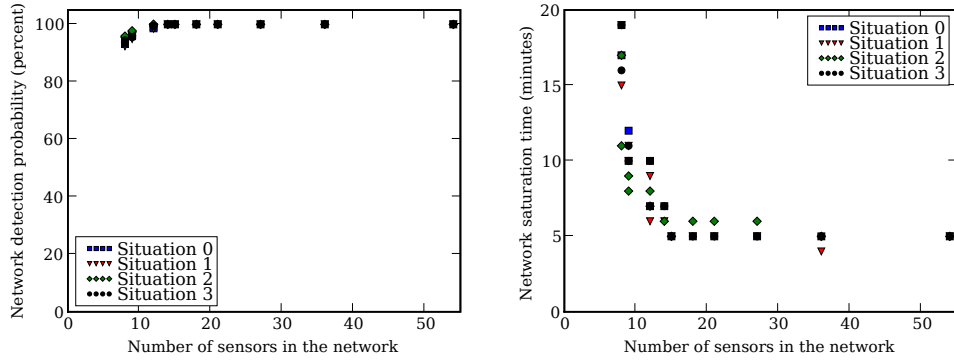 Network detection probability (percent)
100
80
60
40
20
0
Situation 0
Situation 1
Situation 2
Situation 3
0 10 20 30 40 50
Number of sensors in the network
Network saturation time (minutes)
20
15
10
5
0
Situation 0
Situation 1
Situation 2
Situation 3
0 10 20 30 40 50
Number of sensors in the network